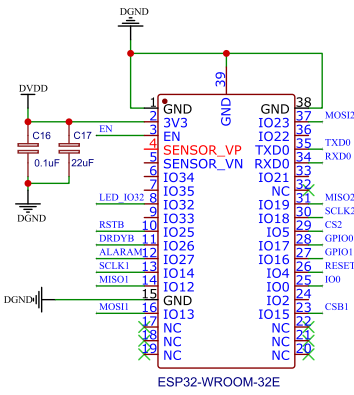 DGND
39
GND
DVDD
C16
0.1uF
C17
22uF
DGND
1 GND GND 38
2 3V3 IO23 37 MOSI2
EN 3 EN IO22 36
4 SENSOR_VP TXD0 35 TXD0
5 SENSOR_VN RXD0 34 RXD0
6 IO34 IO21 33
7 IO35 NC 32
LED_IO32 8 IO32 IO19 31 MISO2
9 IO33 IO18 30 SCLK2
RSTB 10 IO25 IO5 29 CS2
DRDYB 11 IO26 IO17 28 GPIO0
ALARAM 12 IO27 IO16 27 GPIO1
SCLK1 13 IO14 IO4 26 RESET
MISO1 14 IO12 IO0 25 IO0
DGND 15 GND IO2 24
MOSI1 16 IO13 IO15 23 CSB1
17 NC NC 22
18 NC NC 21
19 NC NC 20
ESP32-WROOM-32E